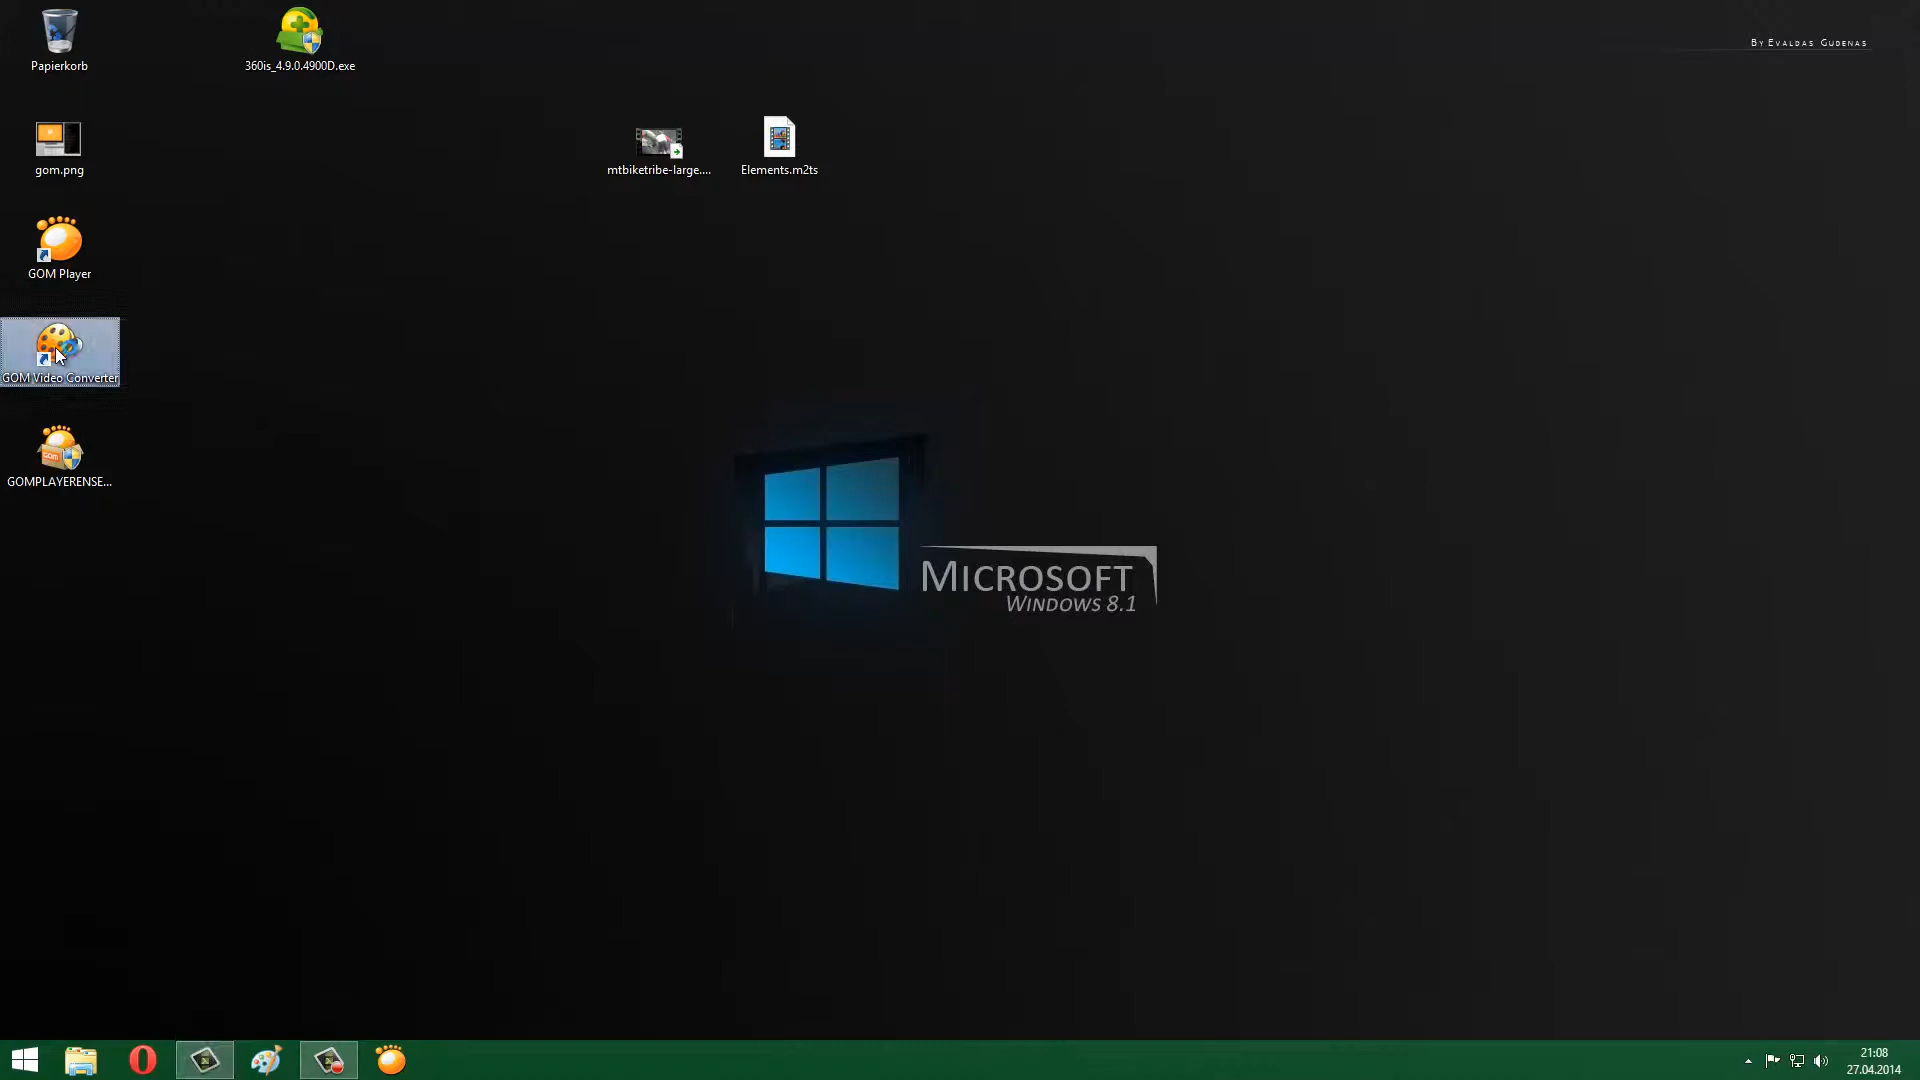 By Evaldas Gudenas
Papierkorb
360is_4.9.0.4900D.exe
gom.png
mtbiketribe-large....
Elements.m2ts
GOM Player
GOM Video Converter
GOMPLAYERENSE...
Microsoft
Windows 8.1
21:08
27.04.2014